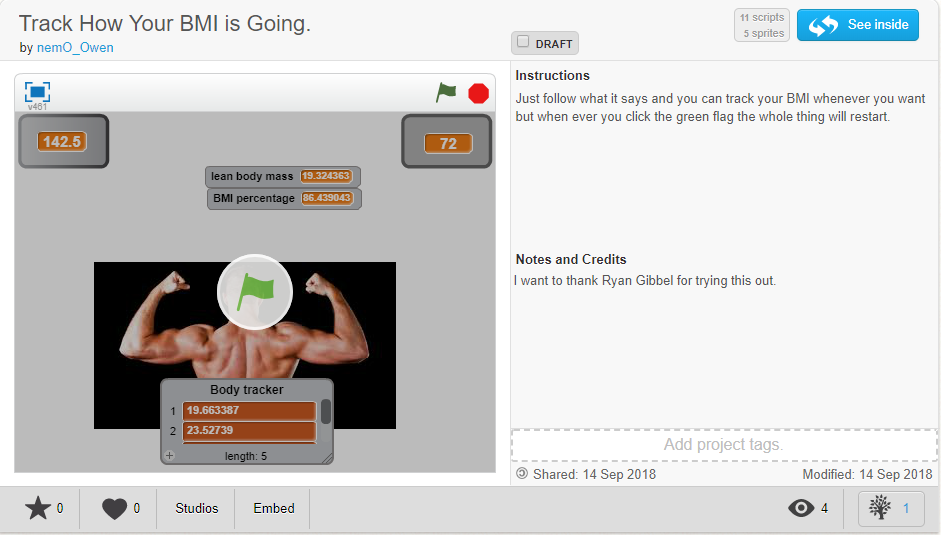 Track How Your BMI is Going.
by nemO_Owen
DRAFT
11 scripts
5 sprites
See inside
v461
142.5
72
lean body mass 19.324363
BMI percentage 86.439043
Body tracker
1 19.663387
2 23.52739
+ length: 5
Instructions
Just follow what it says and you can track your BMI whenever you want
but when ever you click the green flag the whole thing will restart.
Notes and Credits
I want to thank Ryan Gibbel for trying this out.
Add project tags.
Shared: 14 Sep 2018 Modified: 14 Sep 2018
0 0 Studios Embed 4 1